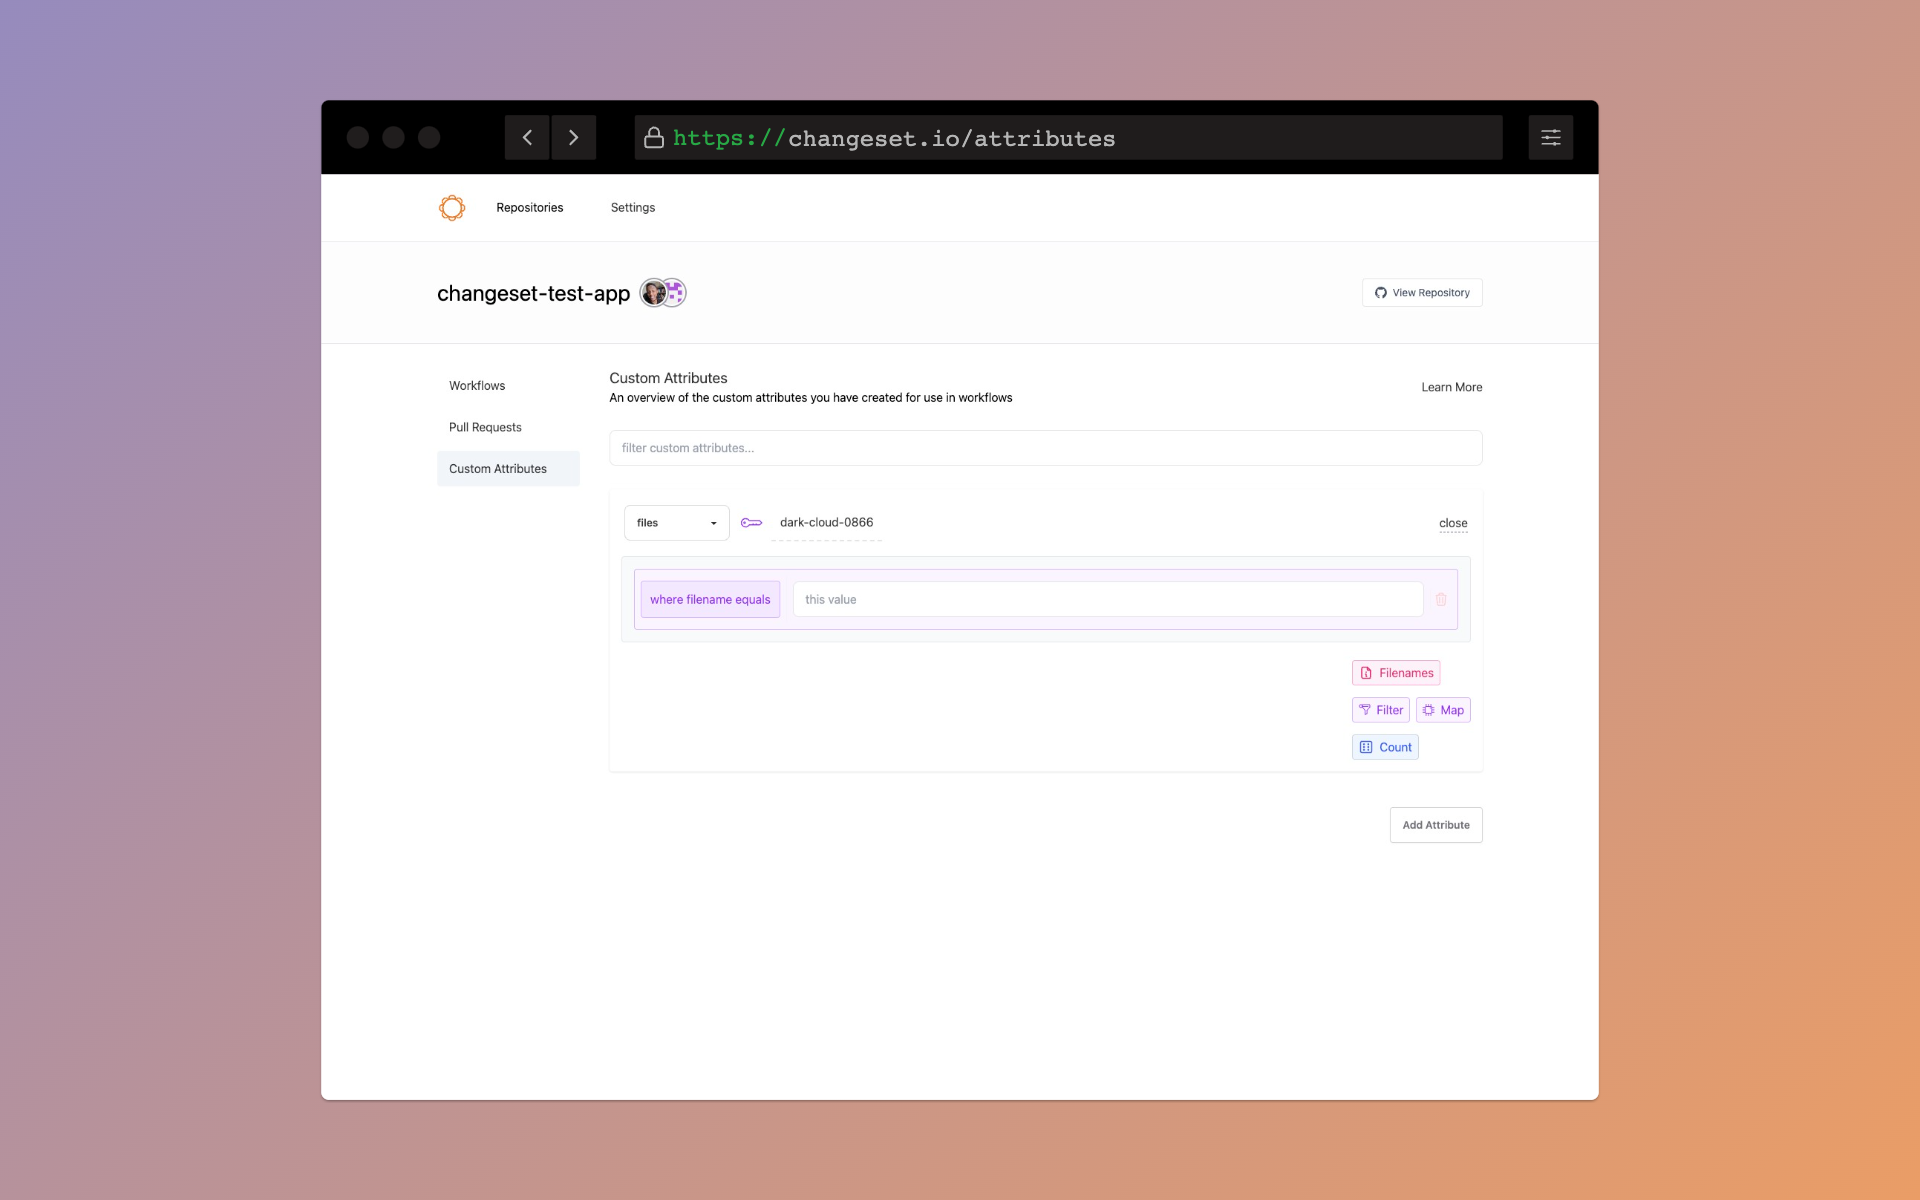 https://changeset.io/attributes
Repositories
Settings
changeset-test-app
View Repository
Workflows
Pull Requests
Custom Attributes
Custom Attributes
An overview of the custom attributes you have created for use in workflows
Learn More
filter custom attributes...
files
dark-cloud-0866
close
where filename equals
this value
Filenames
Filter
Map
Count
Add Attribute